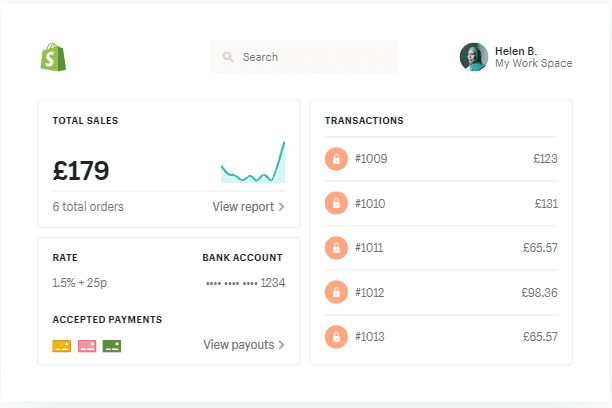 S
Search
Helen B.
My Work Space
TOTAL SALES
£179
6 total orders
View report
RATE
BANK ACCOUNT
1.5% + 25p
•••• •••• •••• 1234
ACCEPTED PAYMENTS
View payouts
TRANSACTIONS
#1009 £123
#1010 £131
#1011 £65.57
#1012 £98.36
#1013 £65.57